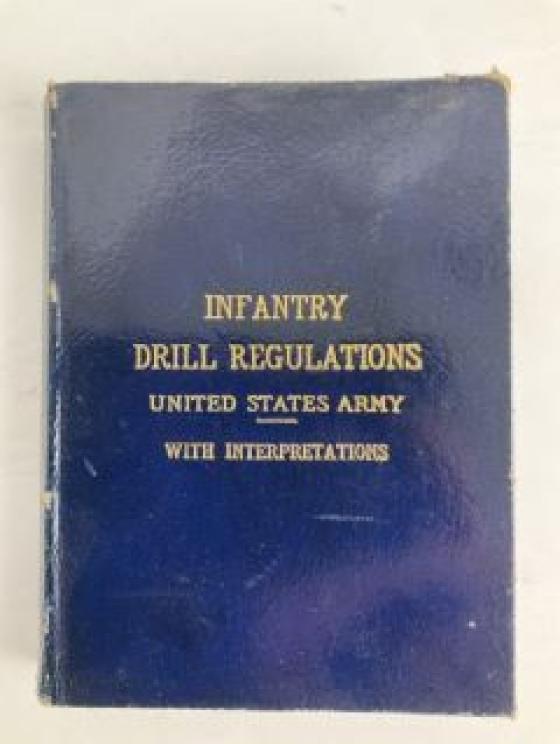 INFANTRY
DRILL REGULATIONS
UNITED STATES ARMY
WITH INTERPRETATIONS